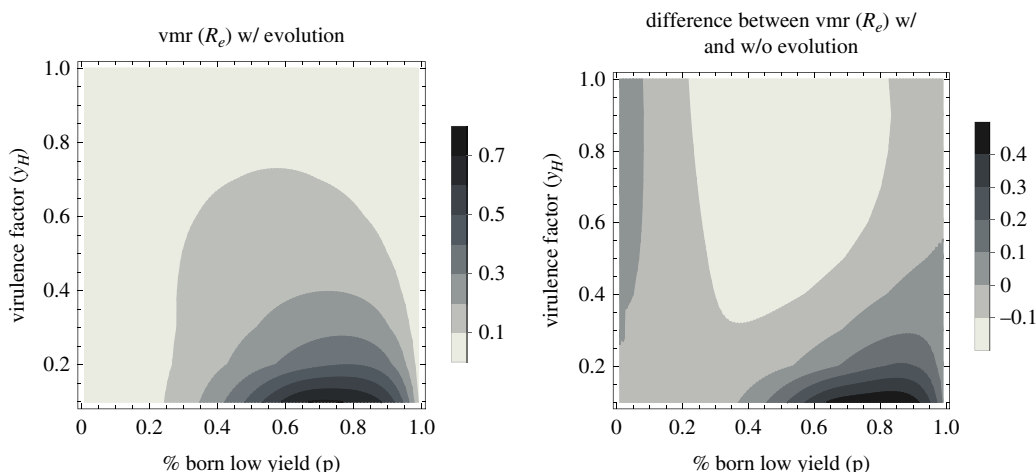 vmr (Re) w/ evolution
1.0
0.8
0.6
0.4
0.2
virulence factor (yH)
0 0.2 0.4 0.6 0.8 1.0
% born low yield (p)
0.7
0.5
0.3
0.1
difference between vmr (Re) w/
and w/o evolution
1.0
0.8
0.6
0.4
0.2
virulence factor (yH)
0 0.2 0.4 0.6 0.8 1.0
% born low yield (p)
0.4
0.3
0.2
0.1
0
–0.1